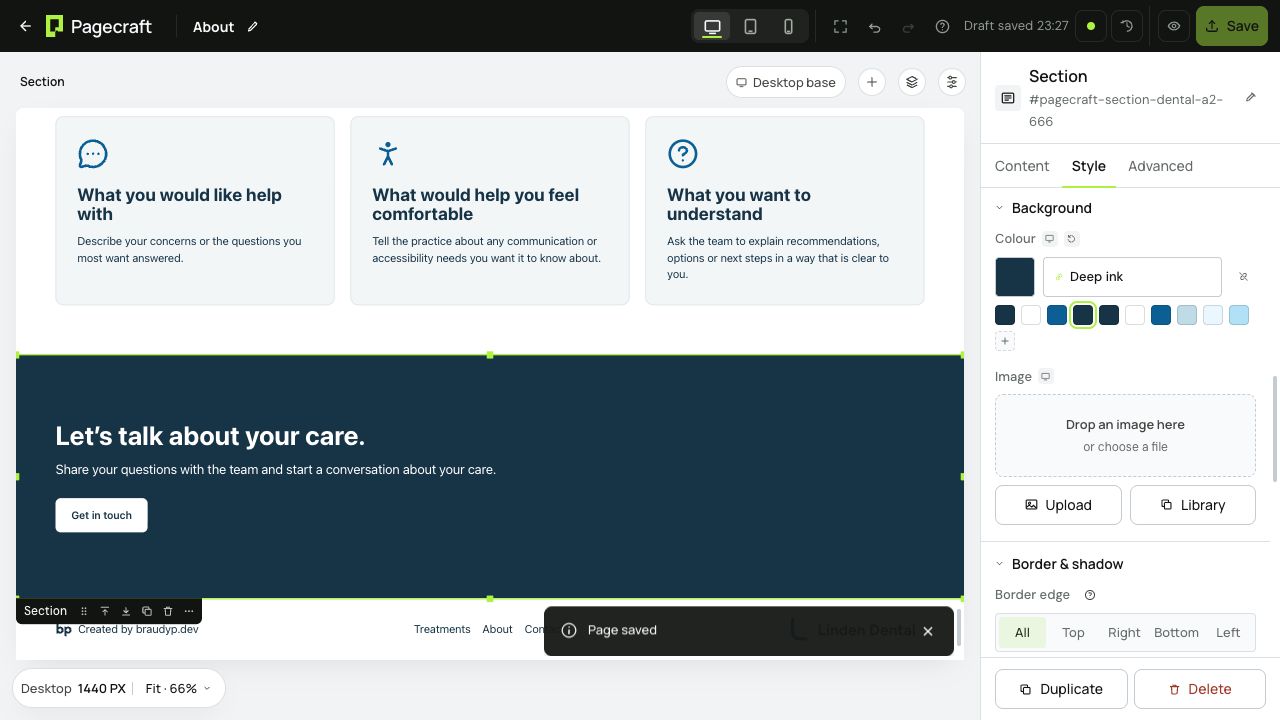 Pagecraft
About
Draft saved 23:27
Save
Section
Desktop base
What you would like help
with
Describe your concerns or the questions you
most want answered.
What would help you feel
comfortable
Tell the practice about any communication or
accessibility needs you want it to know about.
What you want to
understand
Ask the team to explain recommendations,
options or next steps in a way that is clear to
you.
Let's talk about your care.
Share your questions with the team and start a conversation about your care.
Get in touch
Section
bp Created by braudyp.dev
Treatments About
Page saved
Linden Dental
Desktop 1440 PX Fit · 66%
Section
#pagecraft-section-dental-a2-
666
Content Style Advanced
Background
Colour
Deep ink
Image
Drop an image here
or choose a file
Upload Library
Border & shadow
Border edge
All Top Right Bottom Left
Duplicate Delete